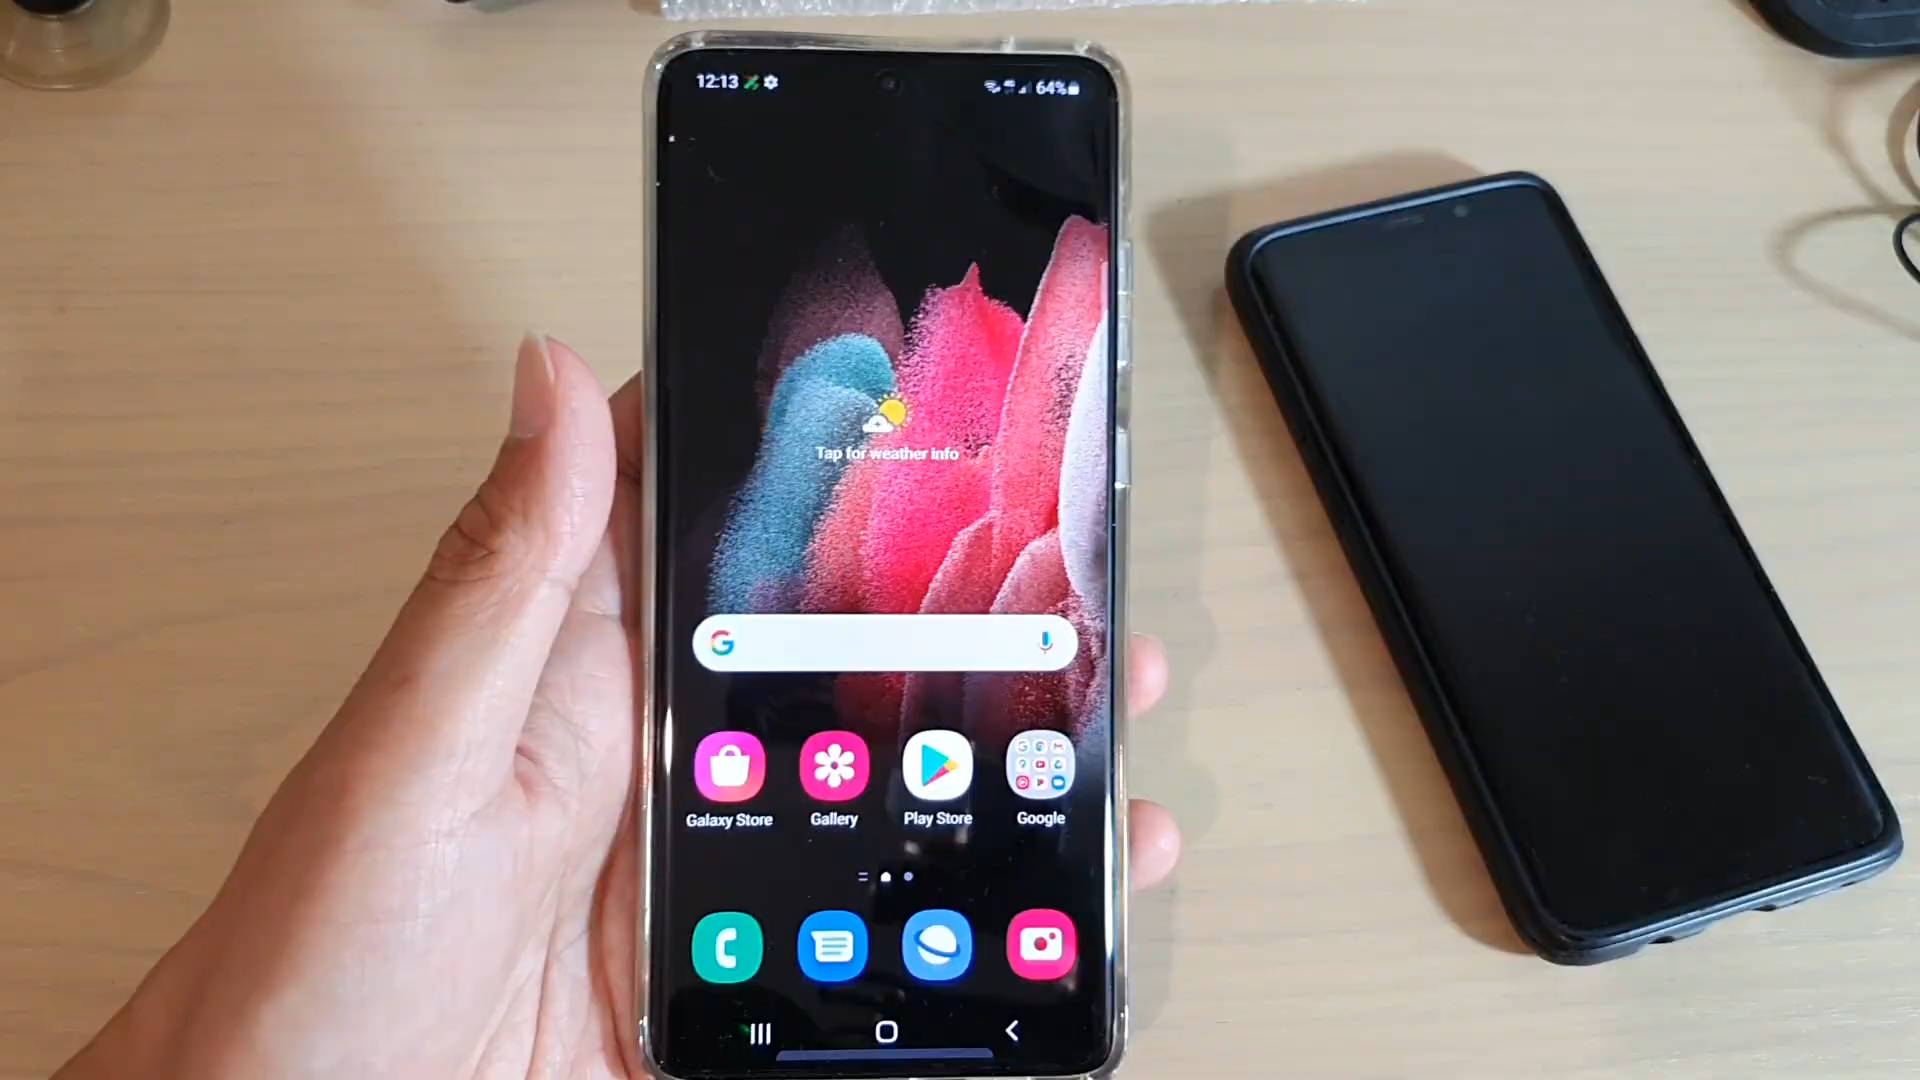 12:13
64%
Tap for weather info
Galaxy Store
Gallery
Play Store
Google